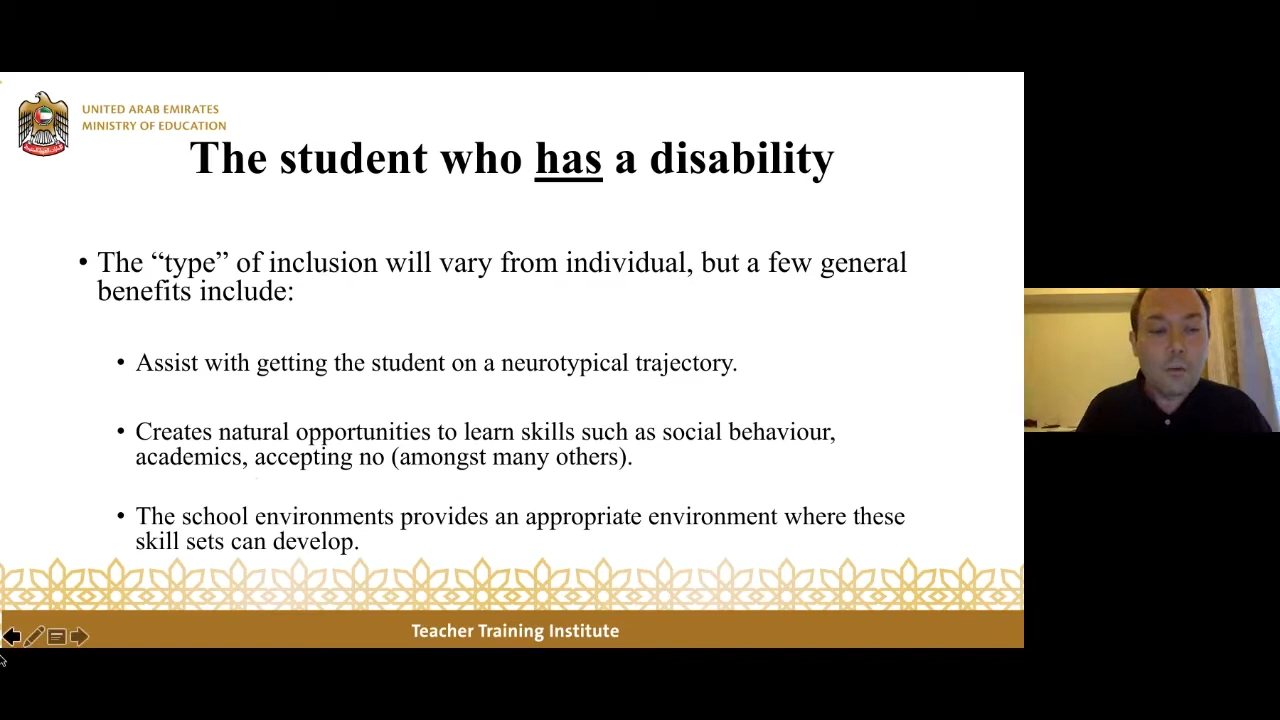 UNITED ARAB EMIRATES
MINISTRY OF EDUCATION
The student who has a disability
• The “type” of inclusion will vary from individual, but a few general
benefits include:
• Assist with getting the student on a neurotypical trajectory.
• Creates natural opportunities to learn skills such as social behaviour,
academics, accepting no (amongst many others).
• The school environments provides an appropriate environment where these
skill sets can develop.
Teacher Training Institute